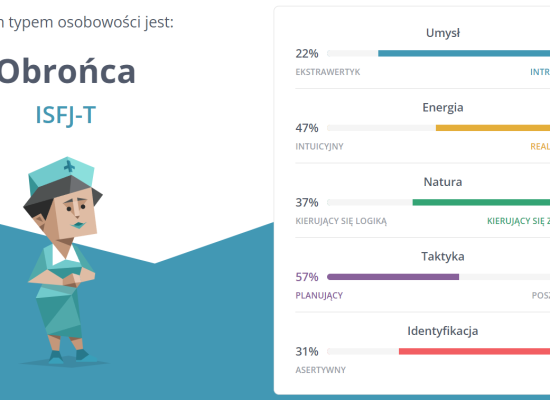 typem osobowości jest:
Obrońca
ISFJ-T
Umysł
22%
EKSTRAWERTYK INTR
Energia
47%
INTUICYJNY REAL
Natura
37%
KIERUJĄCY SIĘ LOGIKĄ KIERUJĄCY SIĘ Z
Taktyka
57%
PLANUJĄCY POSZ
Identyfikacja
31%
ASERTYWNY